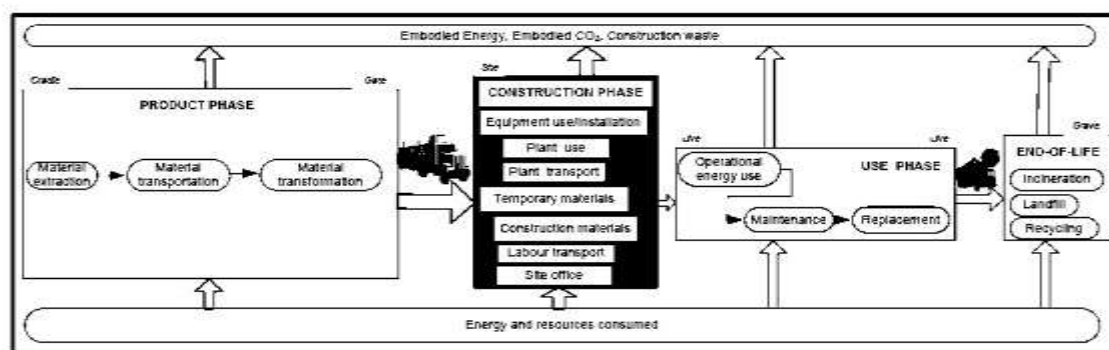 Embodied Energy, Embodied CO₂, Construction waste
Cradle
Gate
PRODUCT PHASE
Material
extraction
Material
transportation
Material
transformation
Site
CONSTRUCTION PHASE
Equipment use/installation
Plant use
Plant transport
Temporary materials
Construction materials
Labour transport
Site office
Live
Live
USE PHASE
Operational
energy use
Maintenance
Replacement
Grave
END-OF-LIFE
Incineration
Landfill
Recycling
Energy and resources consumed